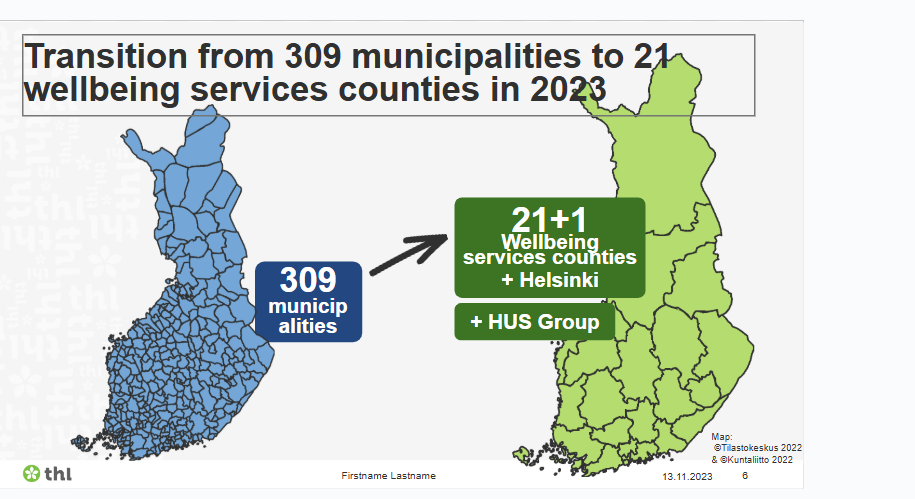 Transition from 309 municipalities to 21
wellbeing services counties in 2023
309
municip
alities
21+1
Wellbeing
services counties
+ Helsinki
+ HUS Group
Map:
©Tilastokeskus 2022
& ©Kuntaliitto 2022
thl
Firstname Lastname
13.11.2023
6